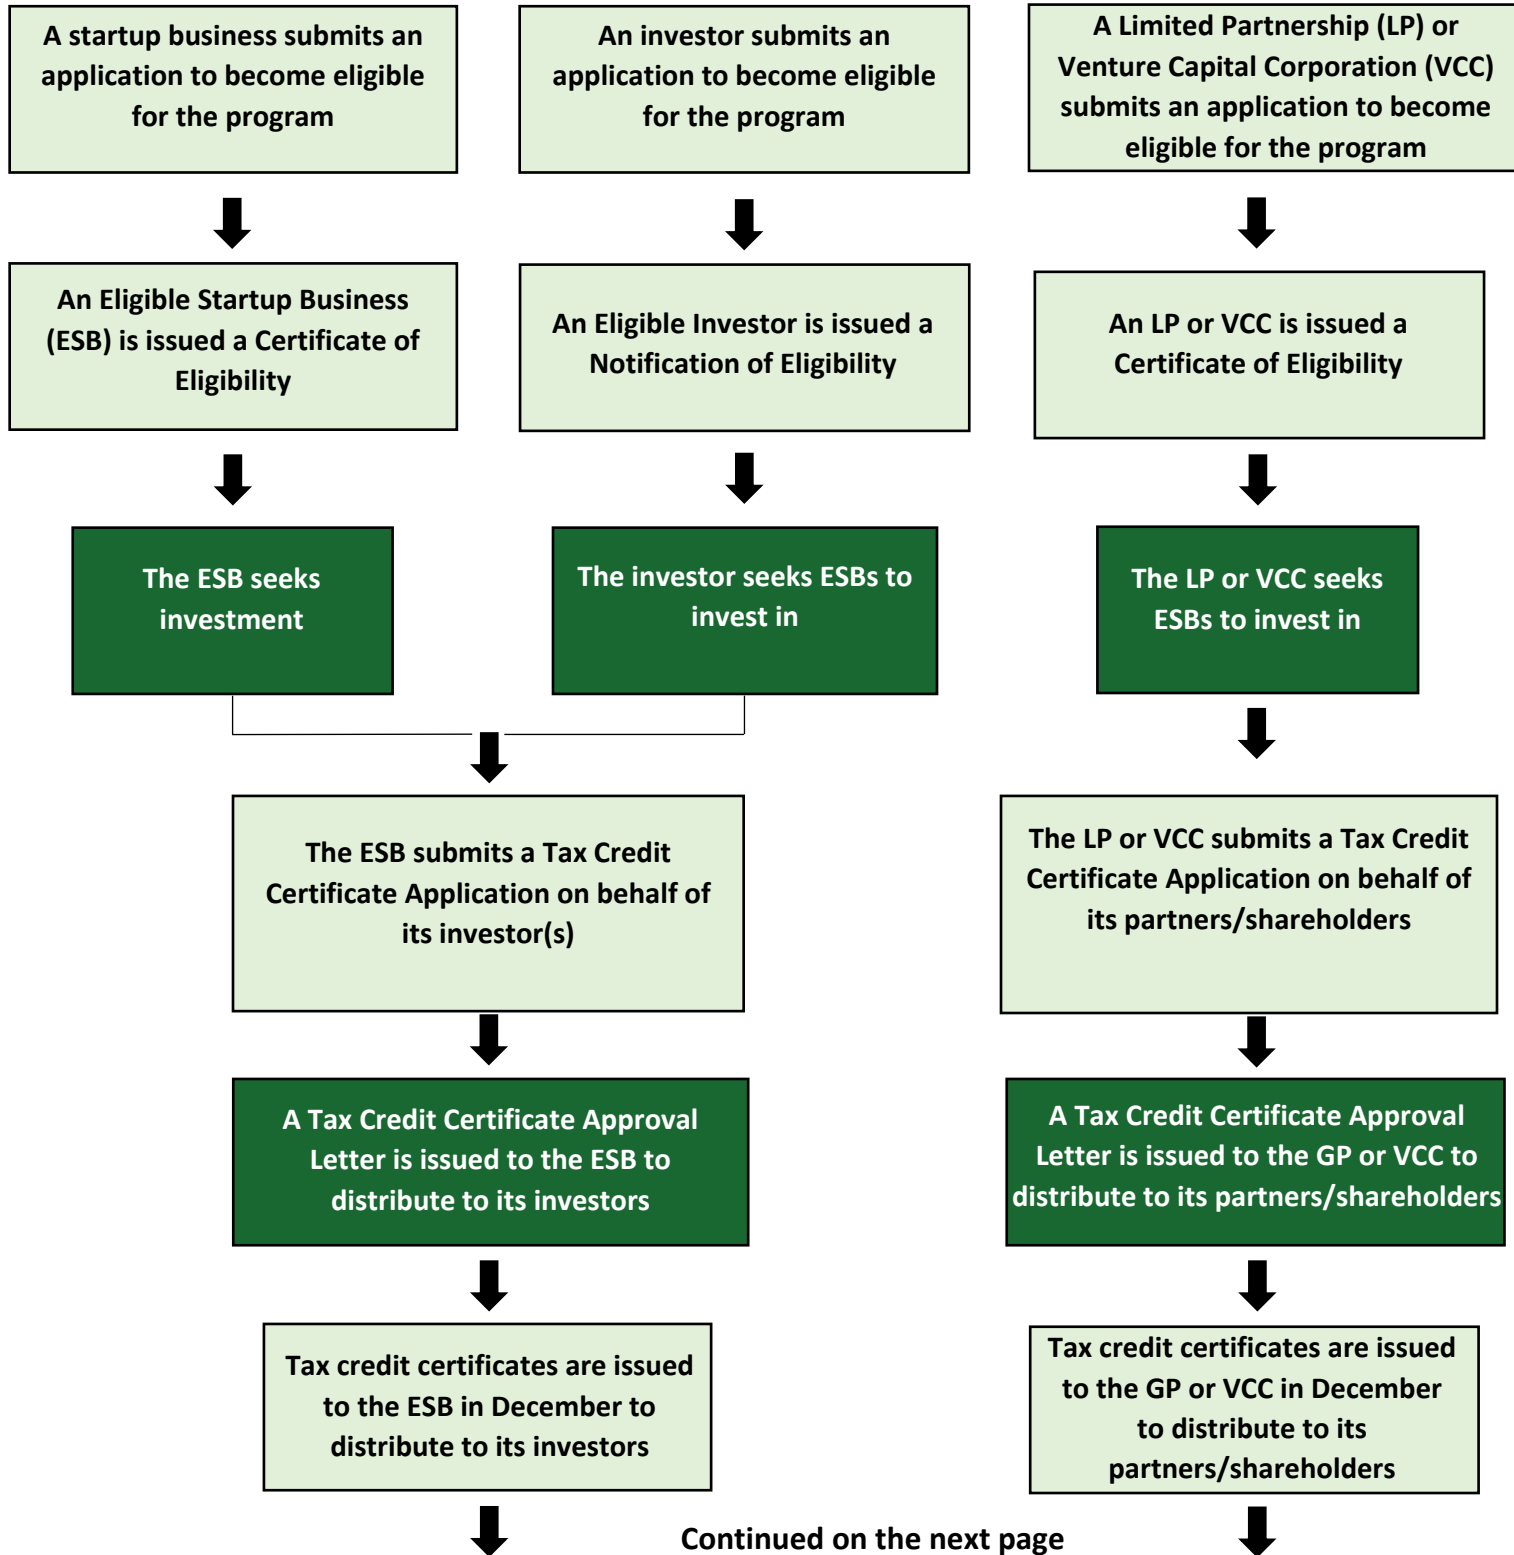 A startup business submits an
application to become eligible
for the program
An investor submits an
application to become eligible
for the program
A Limited Partnership (LP) or
Venture Capital Corporation (VCC)
submits an application to become
eligible for the program
An Eligible Startup Business
(ESB) is issued a Certificate of
Eligibility
An Eligible Investor is issued a
Notification of Eligibility
An LP or VCC is issued a
Certificate of Eligibility
The ESB seeks
investment
The investor seeks ESBs to
invest in
The LP or VCC seeks
ESBs to invest in
The ESB submits a Tax Credit
Certificate Application on behalf of
its investor(s)
The LP or VCC submits a Tax Credit
Certificate Application on behalf of
its partners/shareholders
A Tax Credit Certificate Approval
Letter is issued to the ESB to
distribute to its investors
A Tax Credit Certificate Approval
Letter is issued to the GP or VCC to
distribute to its partners/shareholders
Tax credit certificates are issued
to the ESB in December to
distribute to its investors
Tax credit certificates are issued
to the GP or VCC in December
to distribute to its
partners/shareholders
Continued on the next page